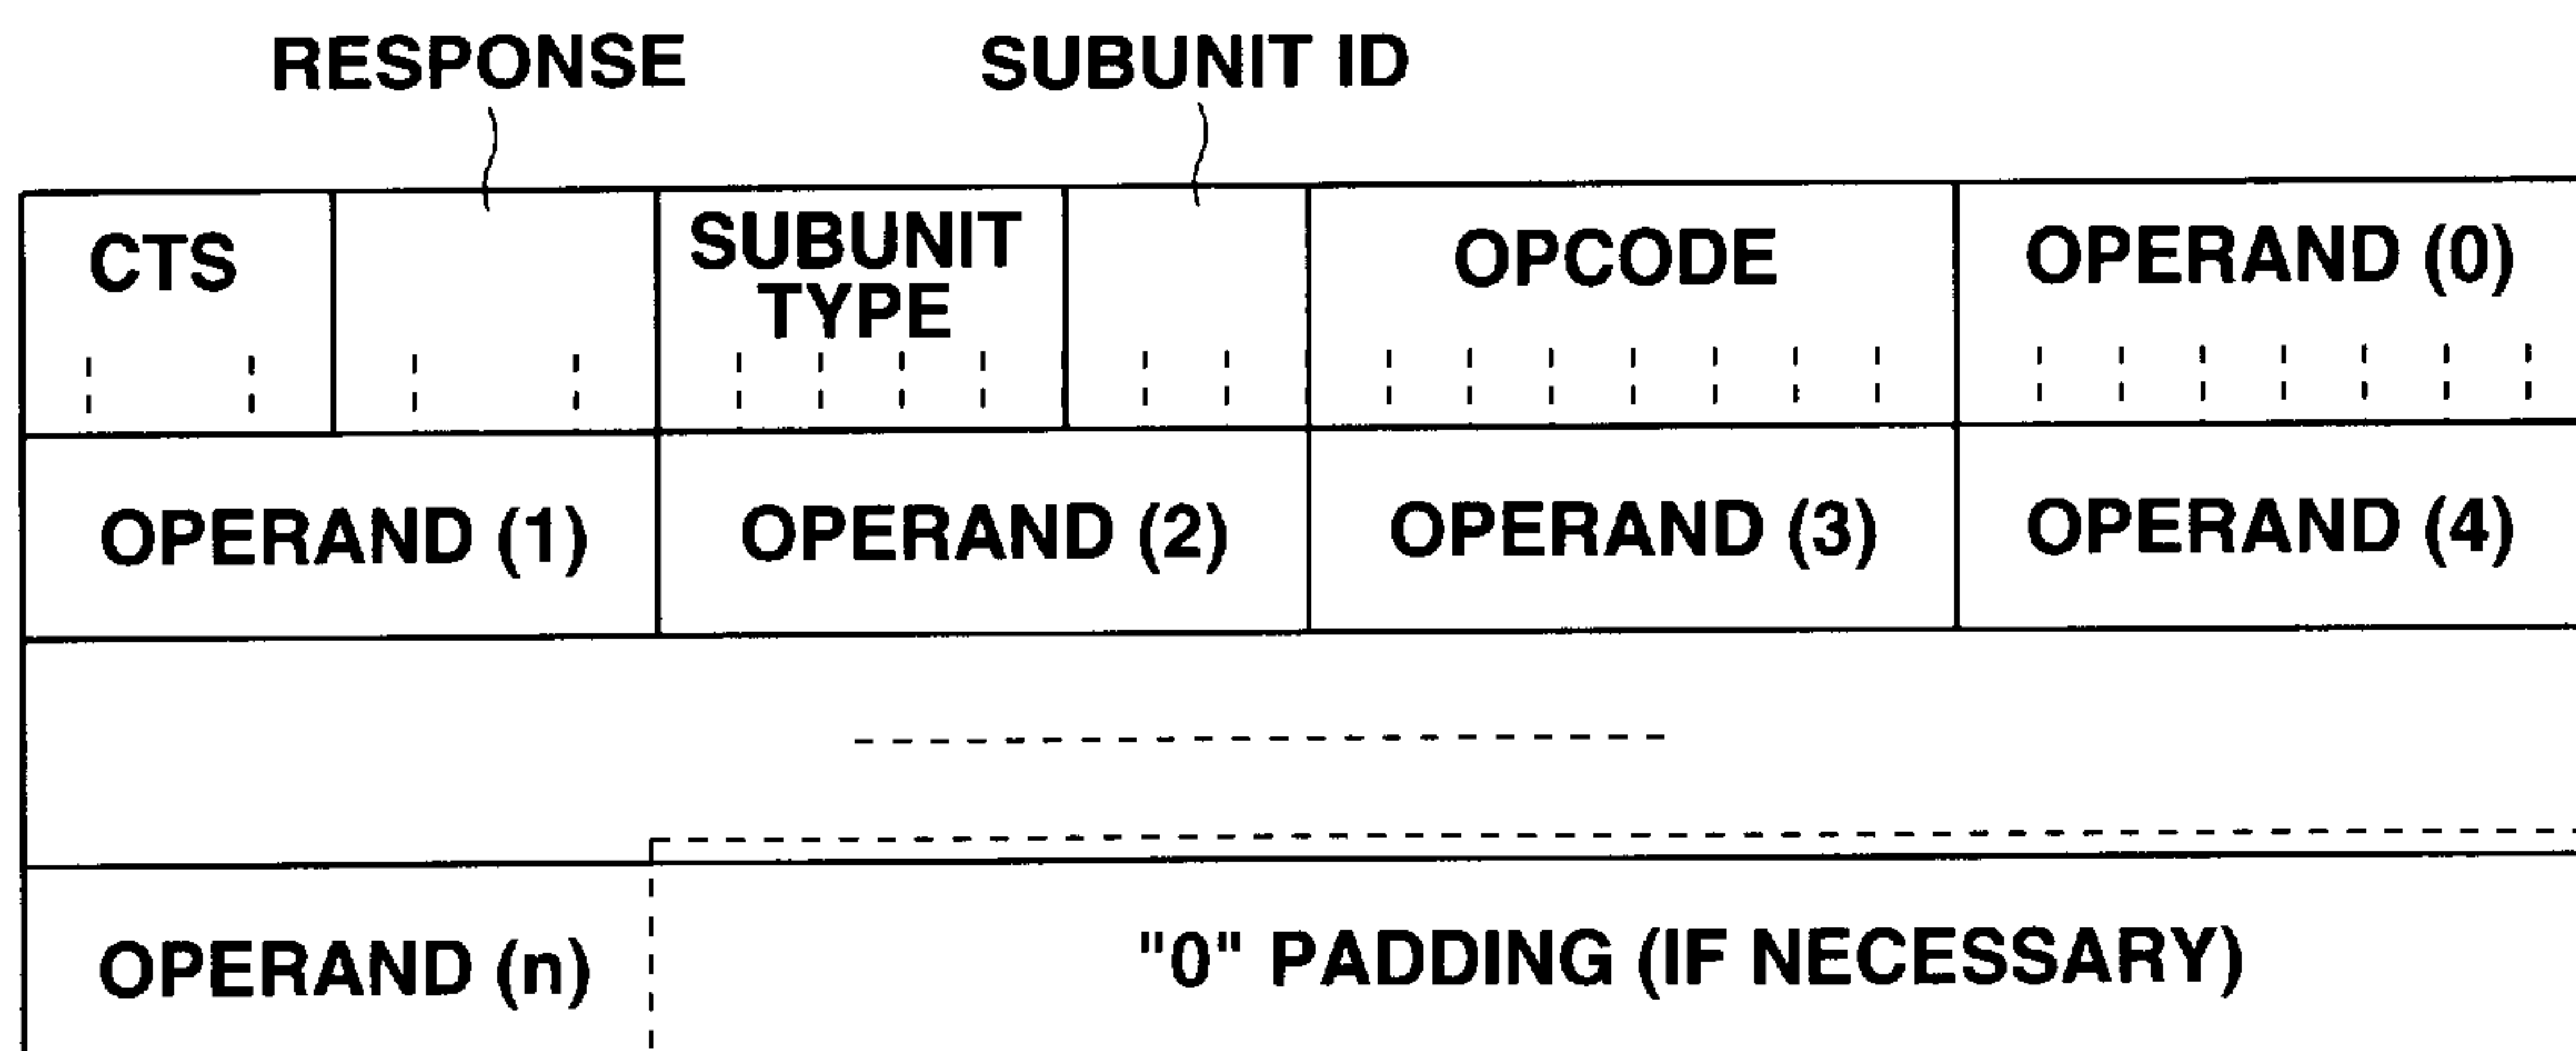 RESPONSE
SUBUNIT ID
CTS
SUBUNIT
TYPE
OPCODE
OPERAND (0)
OPERAND (1)
OPERAND (2)
OPERAND (3)
OPERAND (4)
OPERAND (n)
"0" PADDING (IF NECESSARY)